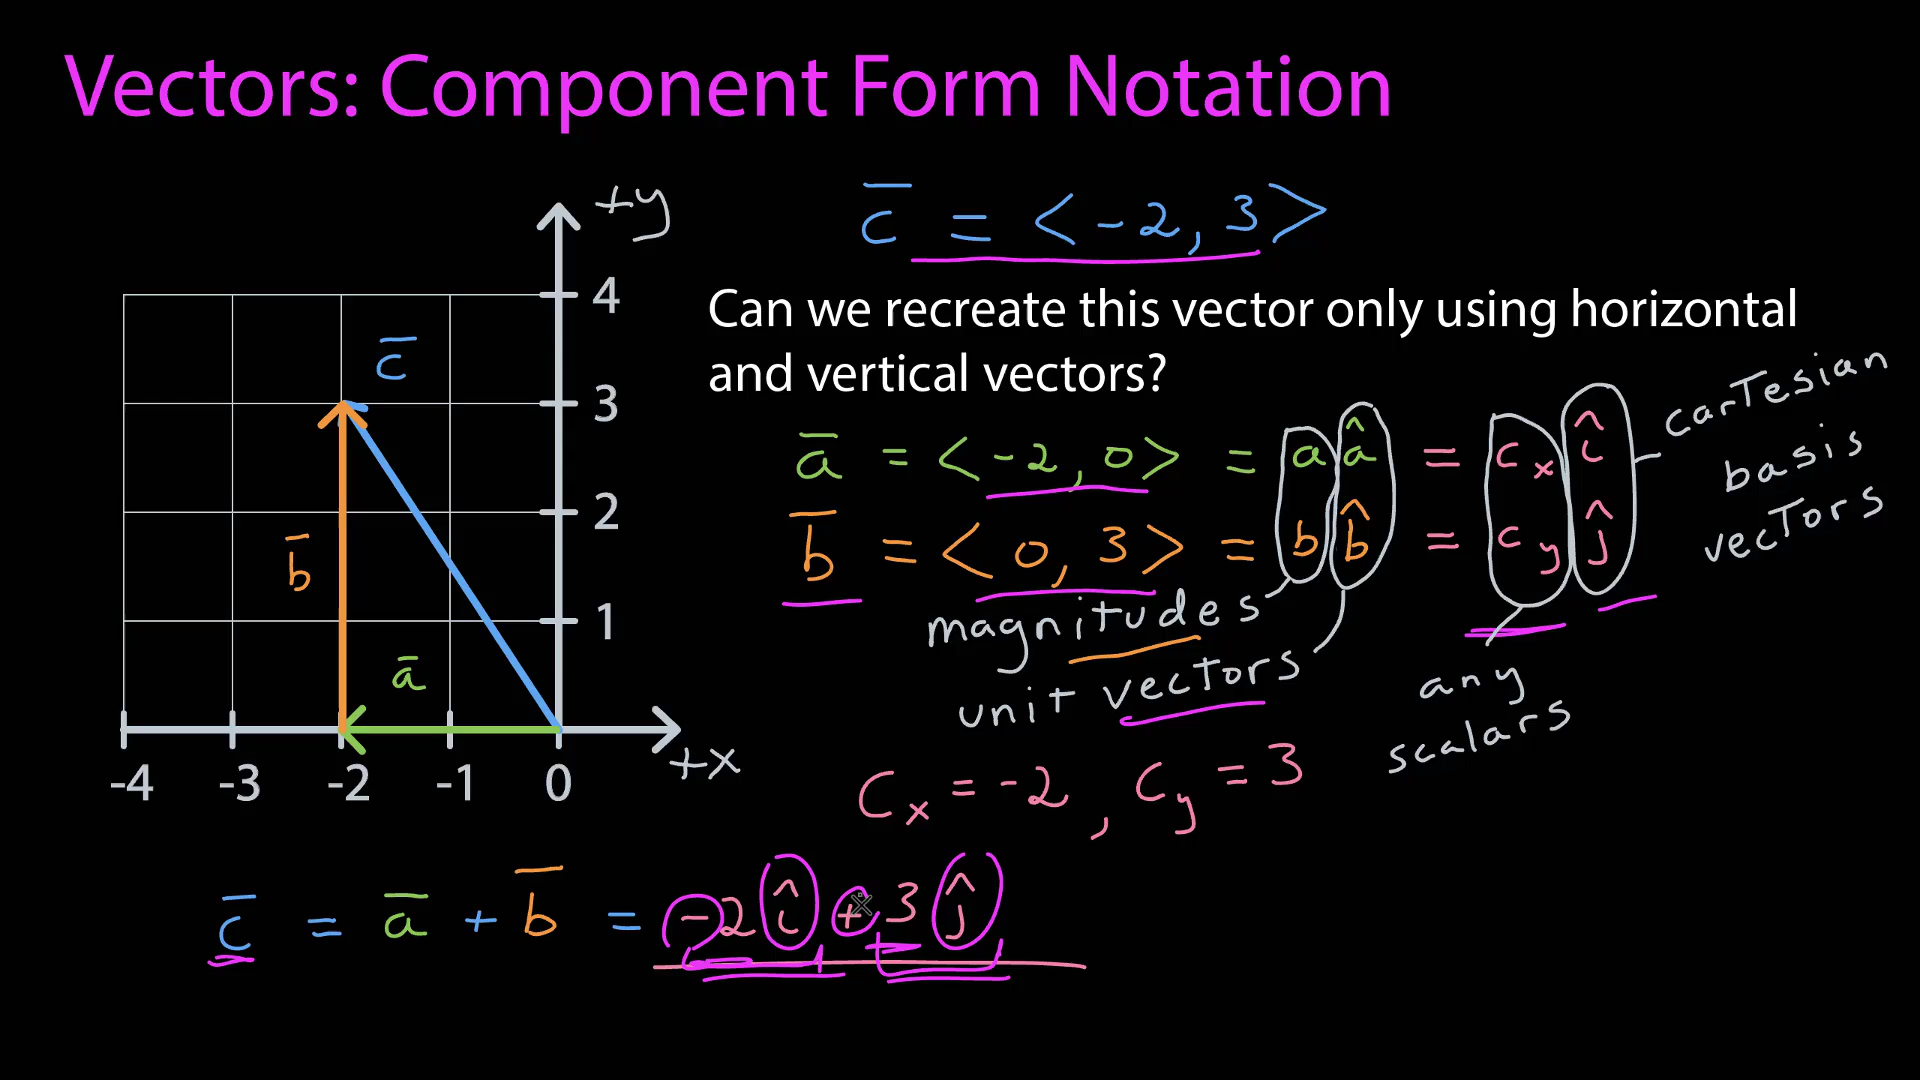 Vectors: Component Form Notation
+y
c̅ = <-2, 3>
4
Can we recreate this vector only using horizontal
and vertical vectors?
c̅
3
a̅ = <-2, 0> = a â = cₓ î
cartesian
basis
vectors
2
b̅
b̅ = <0, 3> = b b̂ = c_y ĵ
1
magnitudes
a̅
unit vectors
any
scalars
+x
-4 -3 -2 -1 0
Cₓ = -2, C_y = 3
c̅ = a̅ + b̅ = -2 î + 3 ĵ